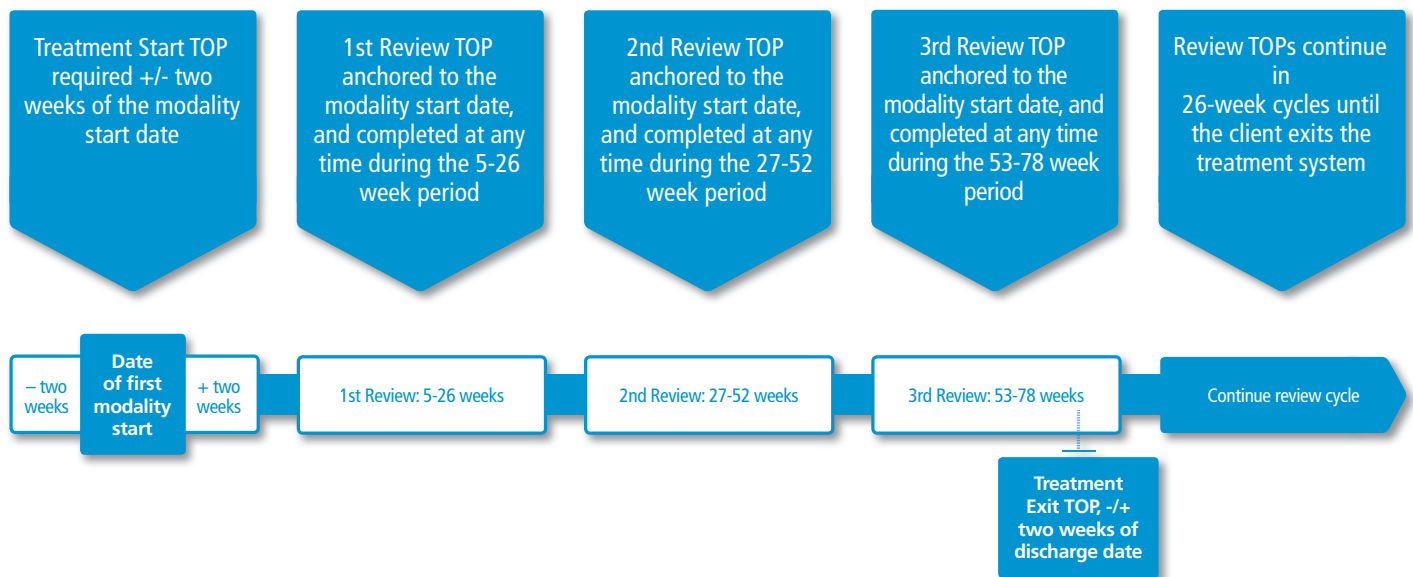 Treatment Start TOP
required +/- two
weeks of the modality
start date
1st Review TOP
anchored to the
modality start date,
and completed at any
time during the 5-26
week period
2nd Review TOP
anchored to the
modality start date,
and completed at any
time during the 27-52
week period
3rd Review TOP
anchored to the
modality start date, and
completed at any time
during the 53-78 week
period
Review TOPs continue
in
26-week cycles until
the client exits the
treatment system
– two
weeks
Date
of first
modality
start
+ two
weeks
1st Review: 5-26 weeks
2nd Review: 27-52 weeks
3rd Review: 53-78 weeks
Continue review cycle
Treatment
Exit TOP, -/+
two weeks of
discharge date